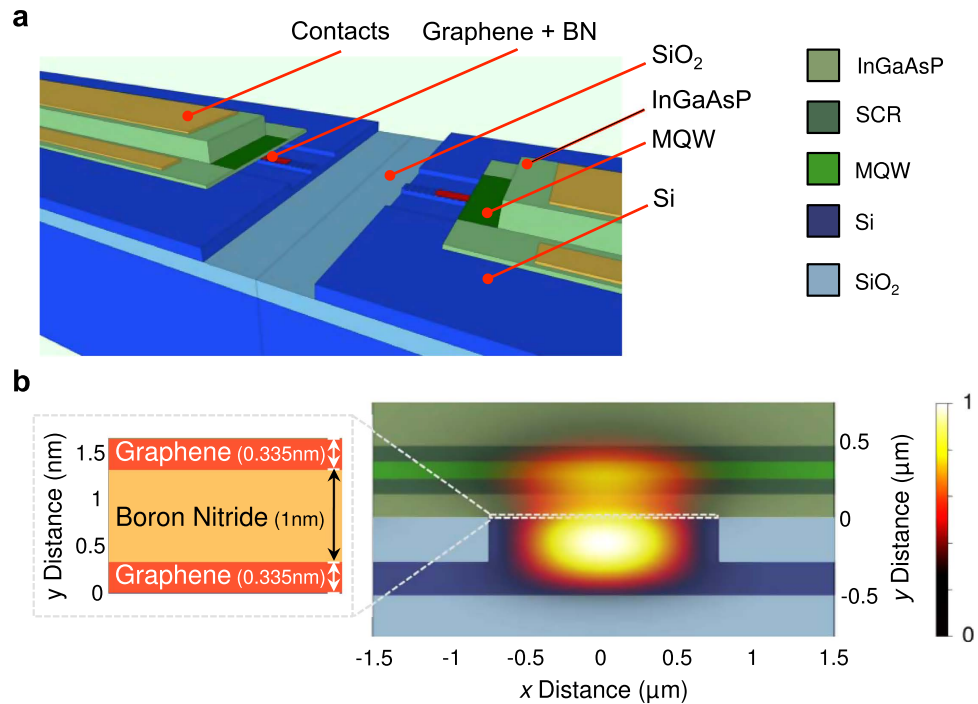 a
Contacts
Graphene + BN
SiO₂
InGaAsP
MQW
Si
InGaAsP
SCR
MQW
Si
SiO₂
b
y Distance (nm)
1.5
1
0.5
0
Graphene (0.335nm)
Boron Nitride (1nm)
Graphene (0.335nm)
0.5
0
-0.5
y Distance (μm)
-1.5
-1
-0.5
0
0.5
1
1.5
x Distance (μm)
1
0